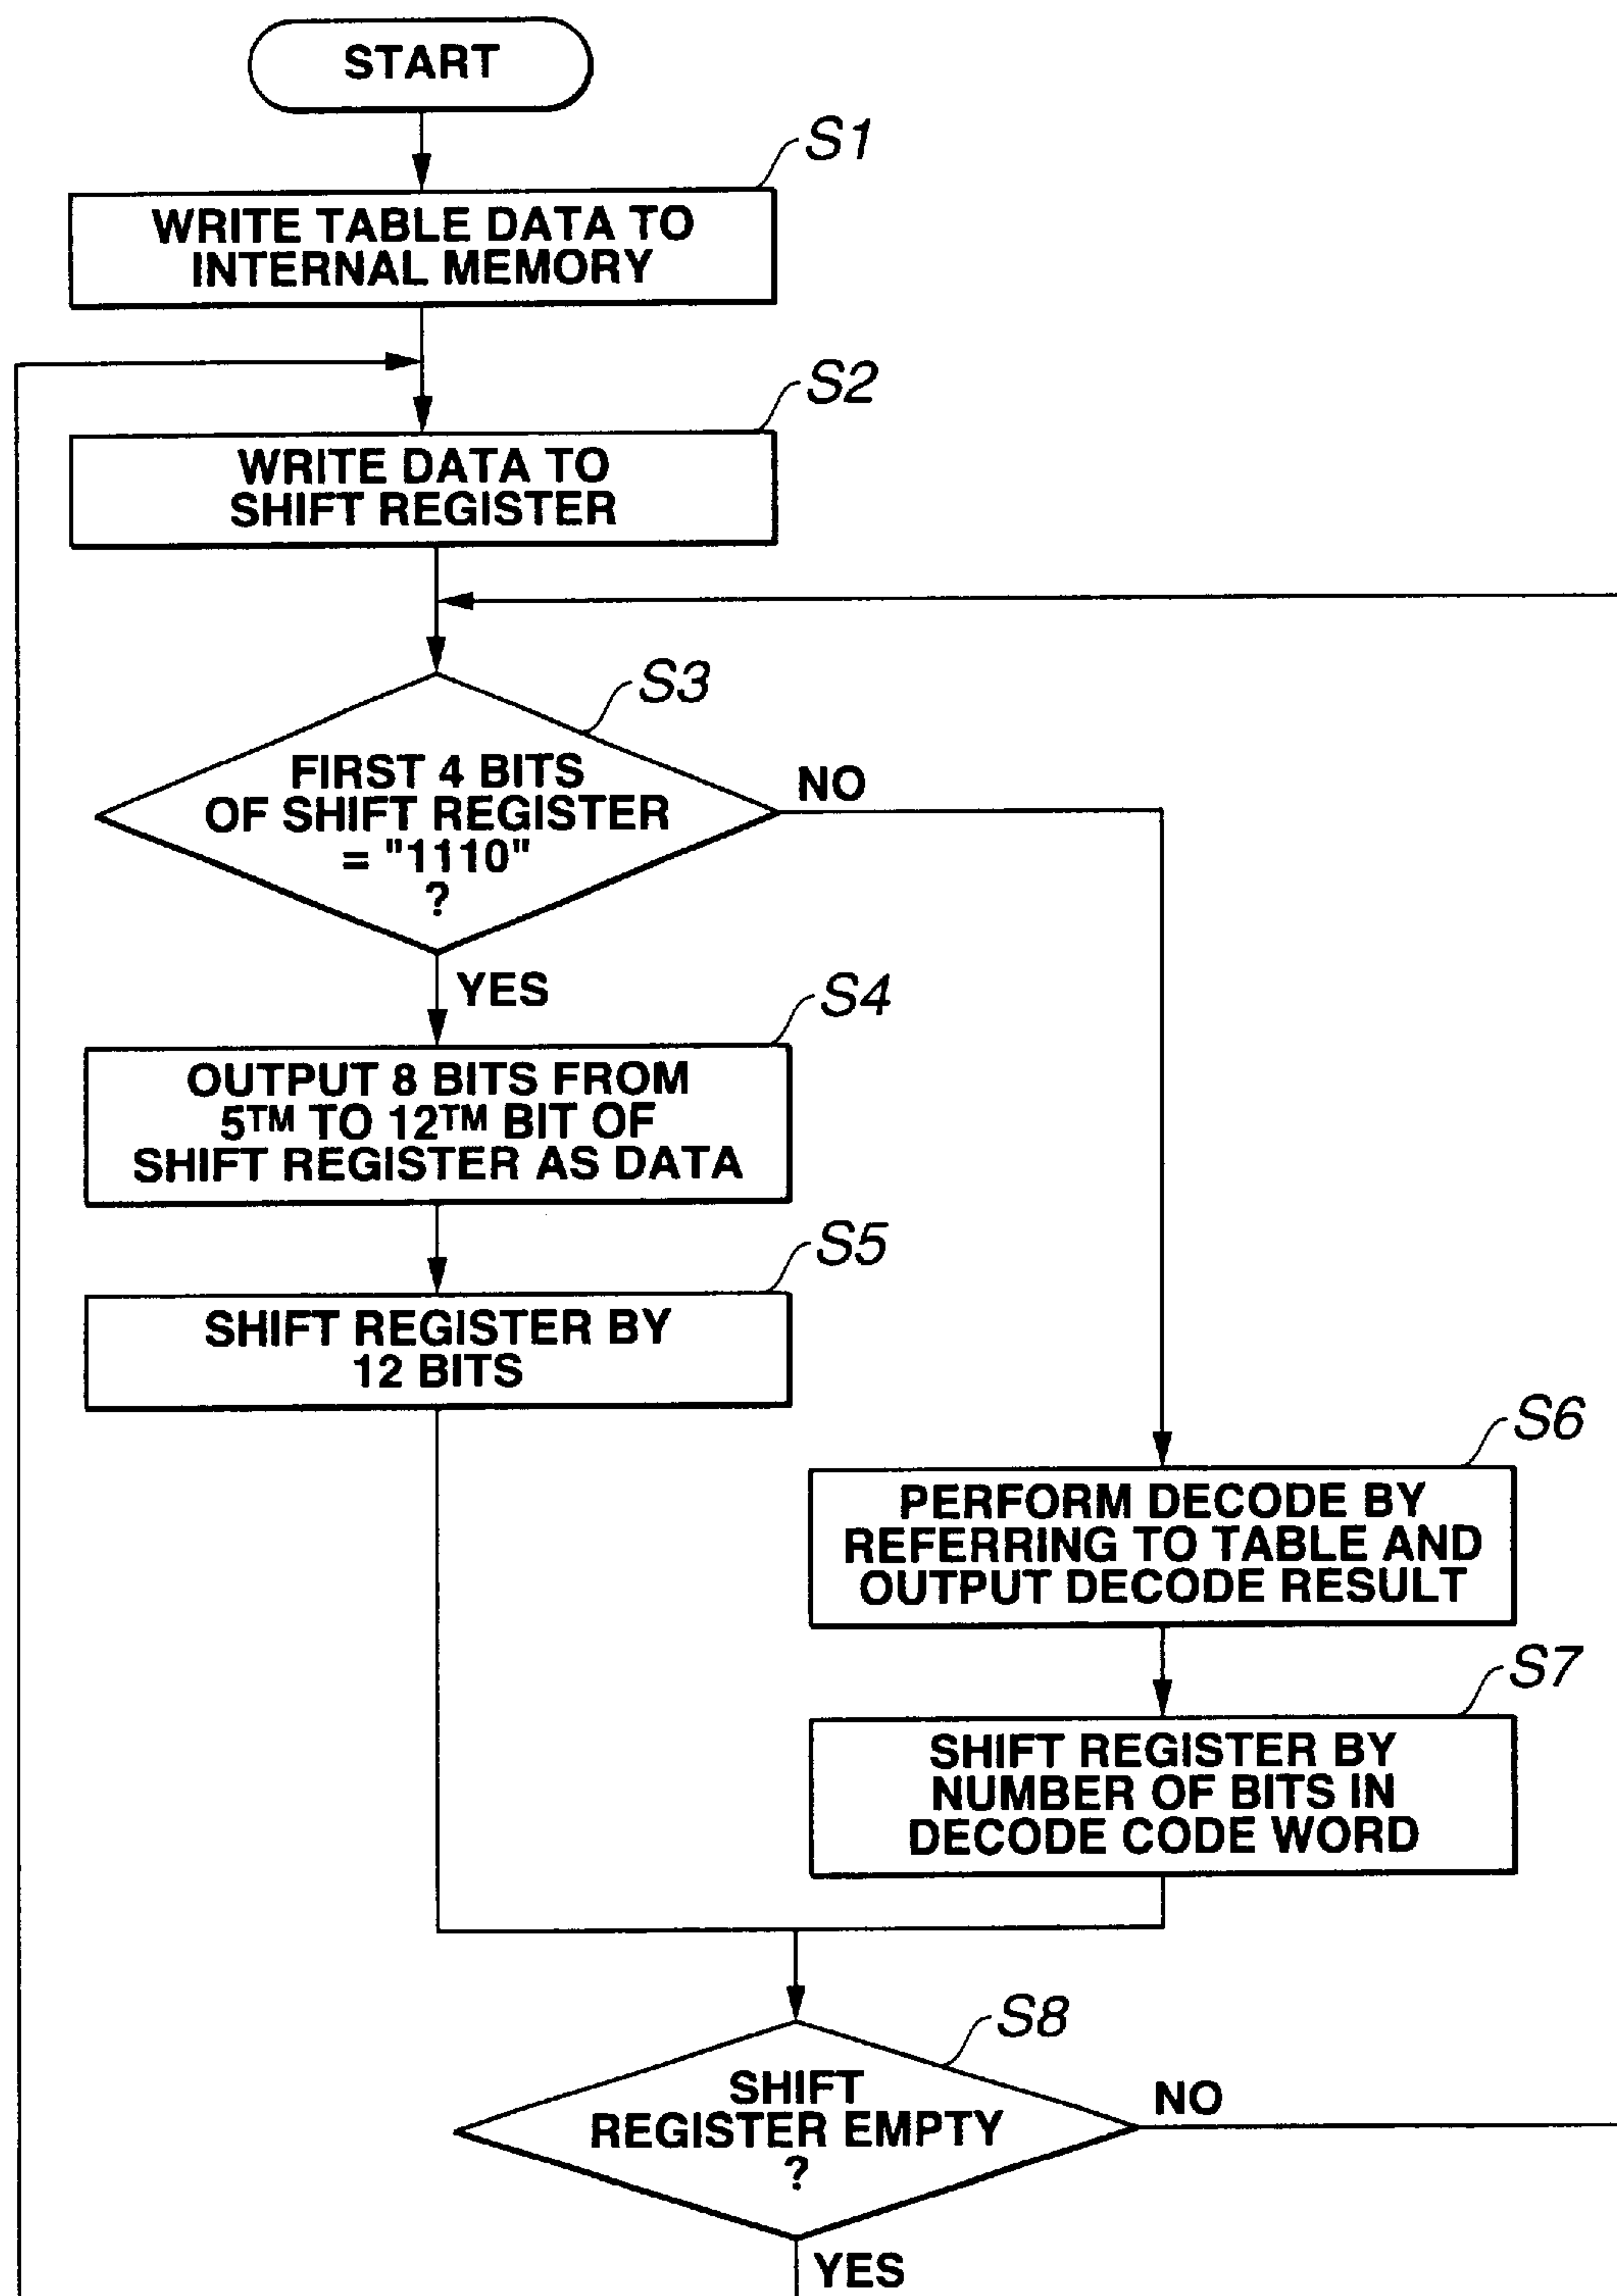 START
S1
WRITE TABLE DATA TO
INTERNAL MEMORY
S2
WRITE DATA TO
SHIFT REGISTER
S3
FIRST 4 BITS
OF SHIFT REGISTER
= "1110"
?
NO
YES
S4
OUTPUT 8 BITS FROM
5TM TO 12TM BIT OF
SHIFT REGISTER AS DATA
S5
SHIFT REGISTER BY
12 BITS
S6
PERFORM DECODE BY
REFERRING TO TABLE AND
OUTPUT DECODE RESULT
S7
SHIFT REGISTER BY
NUMBER OF BITS IN
DECODE CODE WORD
S8
SHIFT
REGISTER EMPTY
?
NO
YES